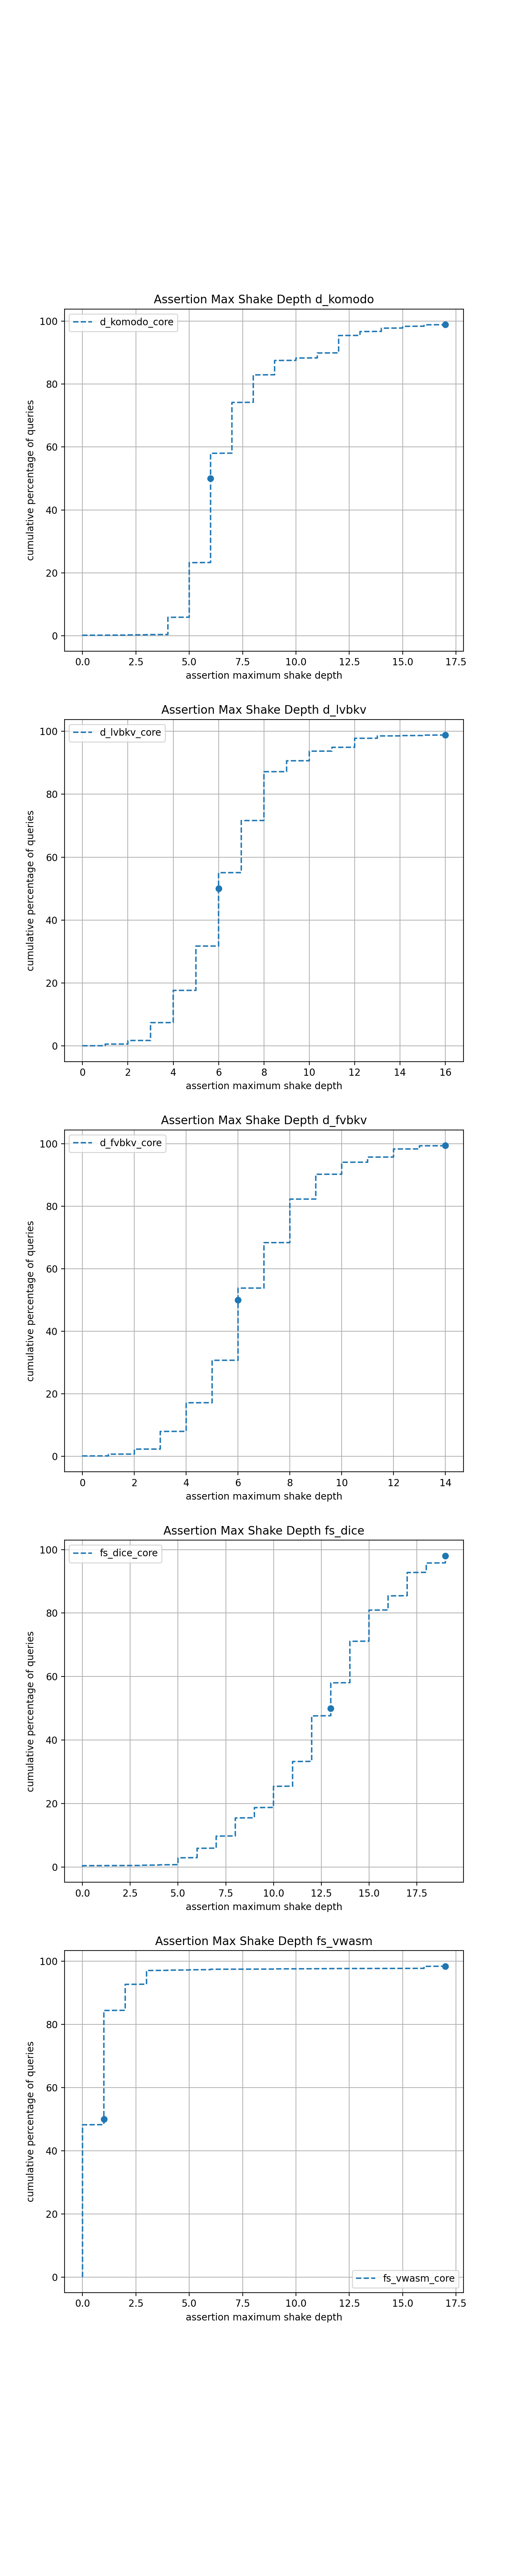 Assertion Max Shake Depth d_komodo
d_komodo_core
cumulative percentage of queries
100
80
60
40
20
0
0.0 2.5 5.0 7.5 10.0 12.5 15.0 17.5
assertion maximum shake depth
Assertion Max Shake Depth d_lvbkv
d_lvbkv_core
cumulative percentage of queries
100
80
60
40
20
0
0 2 4 6 8 10 12 14 16
assertion maximum shake depth
Assertion Max Shake Depth d_fvbkv
d_fvbkv_core
cumulative percentage of queries
100
80
60
40
20
0
0 2 4 6 8 10 12 14
assertion maximum shake depth
Assertion Max Shake Depth fs_dice
fs_dice_core
cumulative percentage of queries
100
80
60
40
20
0
0.0 2.5 5.0 7.5 10.0 12.5 15.0 17.5
assertion maximum shake depth
Assertion Max Shake Depth fs_vwasm
cumulative percentage of queries
100
80
60
40
20
0
fs_vwasm_core
0.0 2.5 5.0 7.5 10.0 12.5 15.0 17.5
assertion maximum shake depth